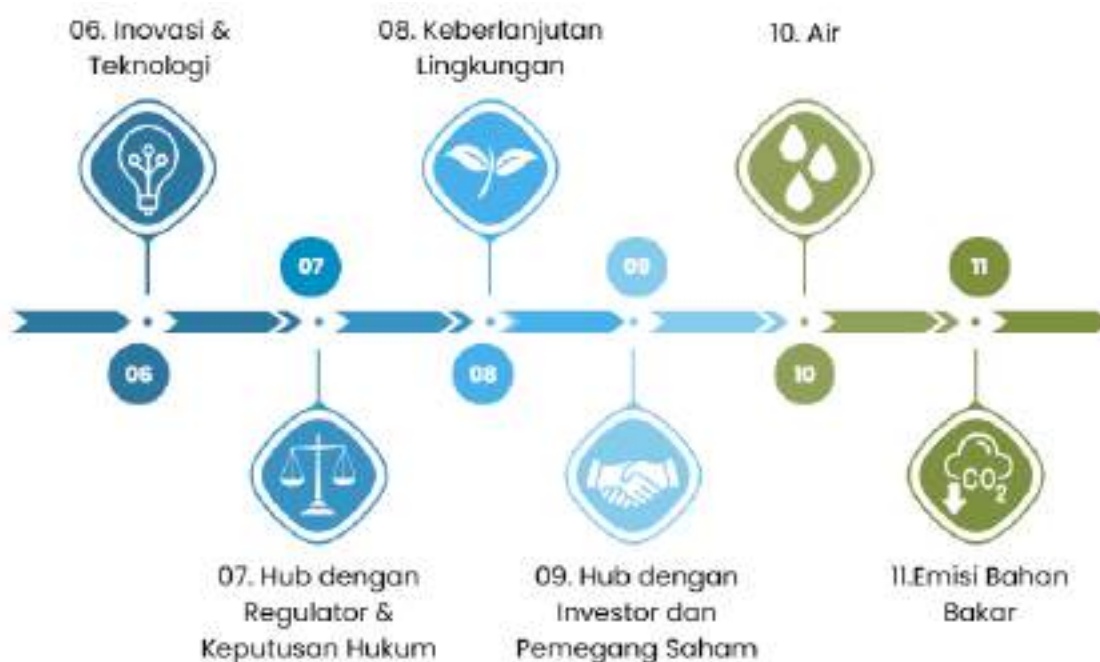 06. Inovasi &
Teknologi
08. Keberlanjutan
Lingkungan
10. Air
07
09
11
06
08
10
CO₂
07. Hub dengan
Regulator &
Keputusan Hukum
09. Hub dengan
Investor dan
Pemegang Saham
11.Emisi Bahan
Bakar